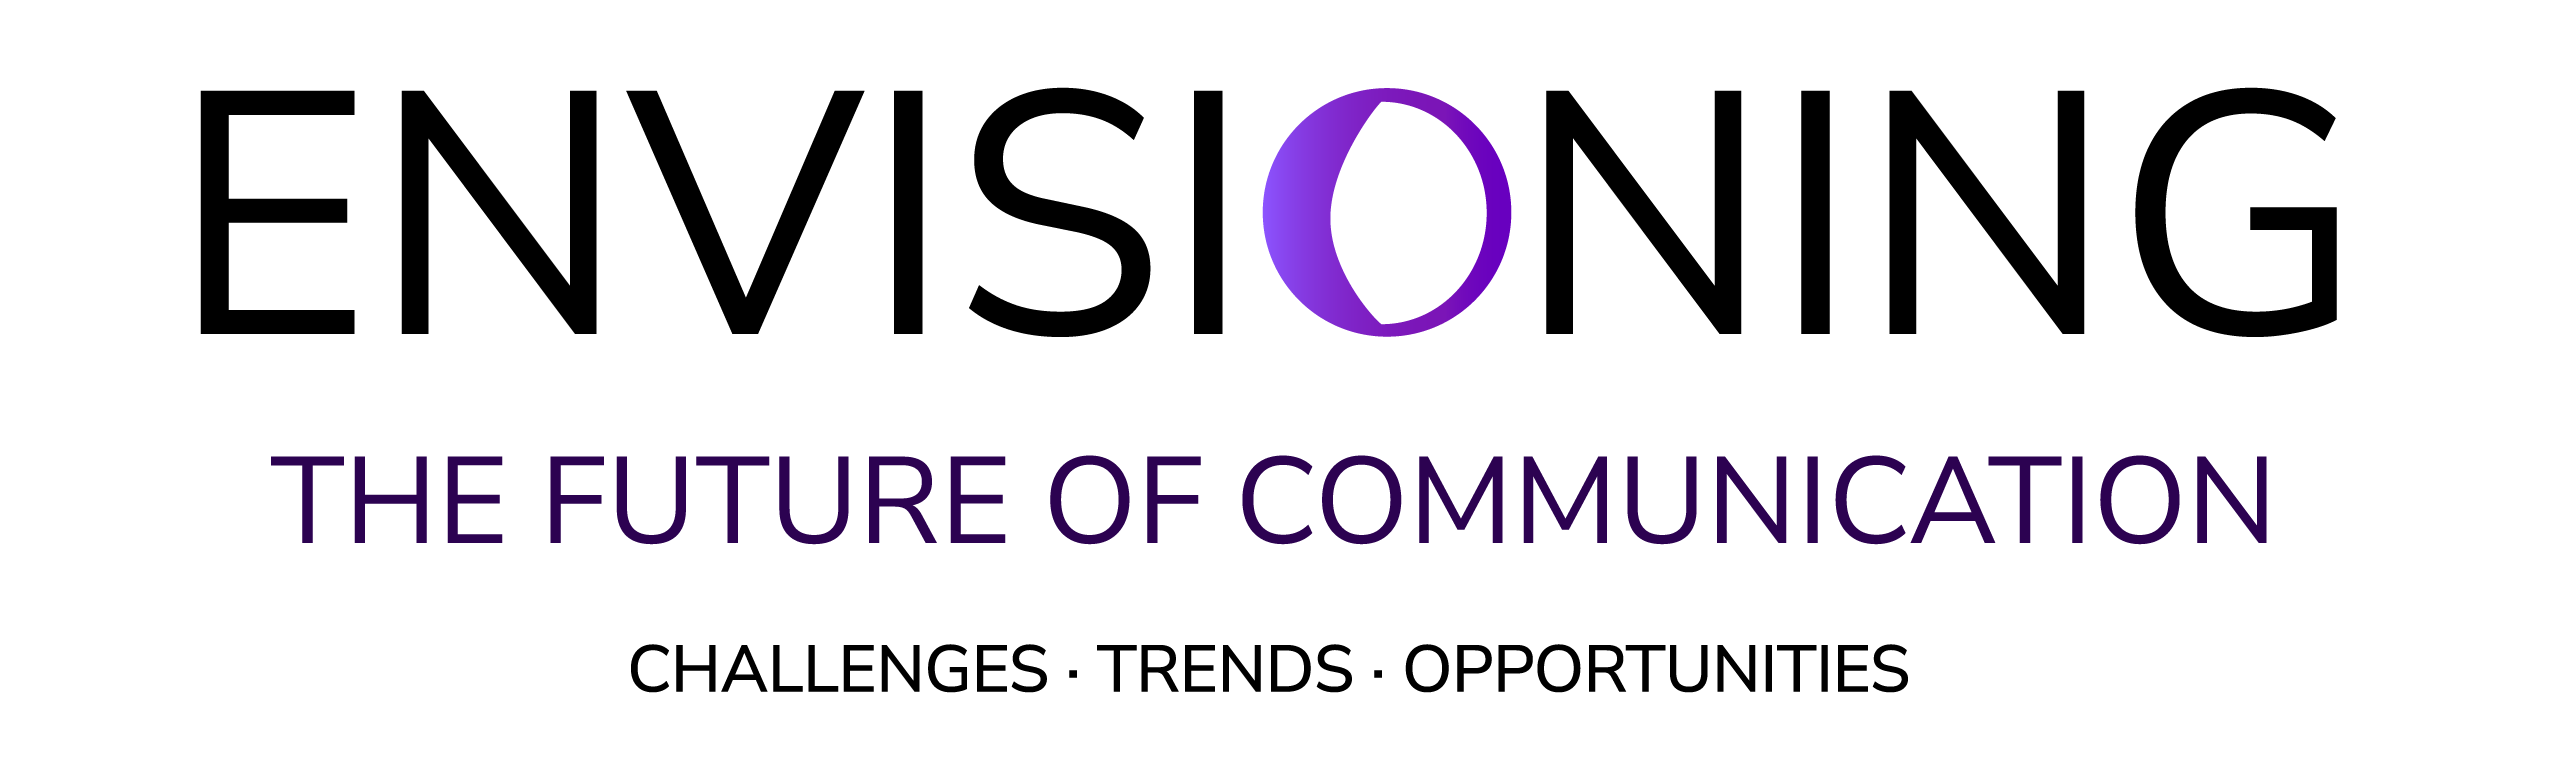 ENVISIONING
THE FUTURE OF COMMUNICATION
CHALLENGES · TRENDS · OPPORTUNITIES